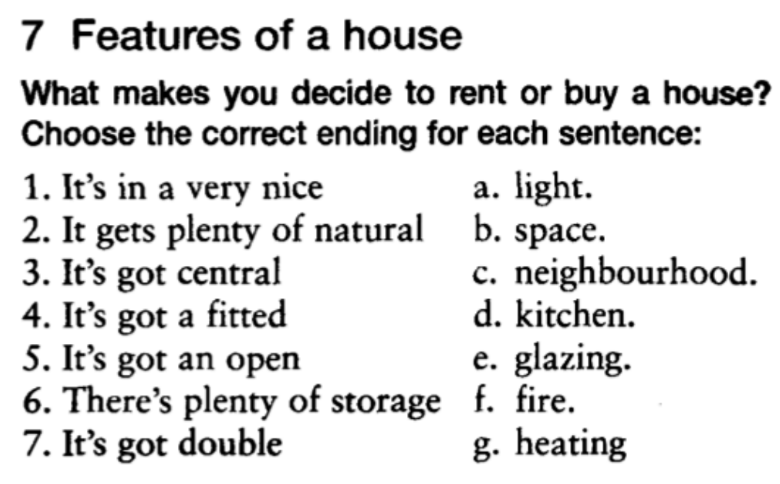 7 Features of a house
What makes you decide to rent or buy a house?
Choose the correct ending for each sentence:
1. It's in a very nice a. light.
2. It gets plenty of natural b. space.
3. It's got central c. neighbourhood.
4. It's got a fitted d. kitchen.
5. It's got an open e. glazing.
6. There's plenty of storage f. fire.
7. It's got double g. heating